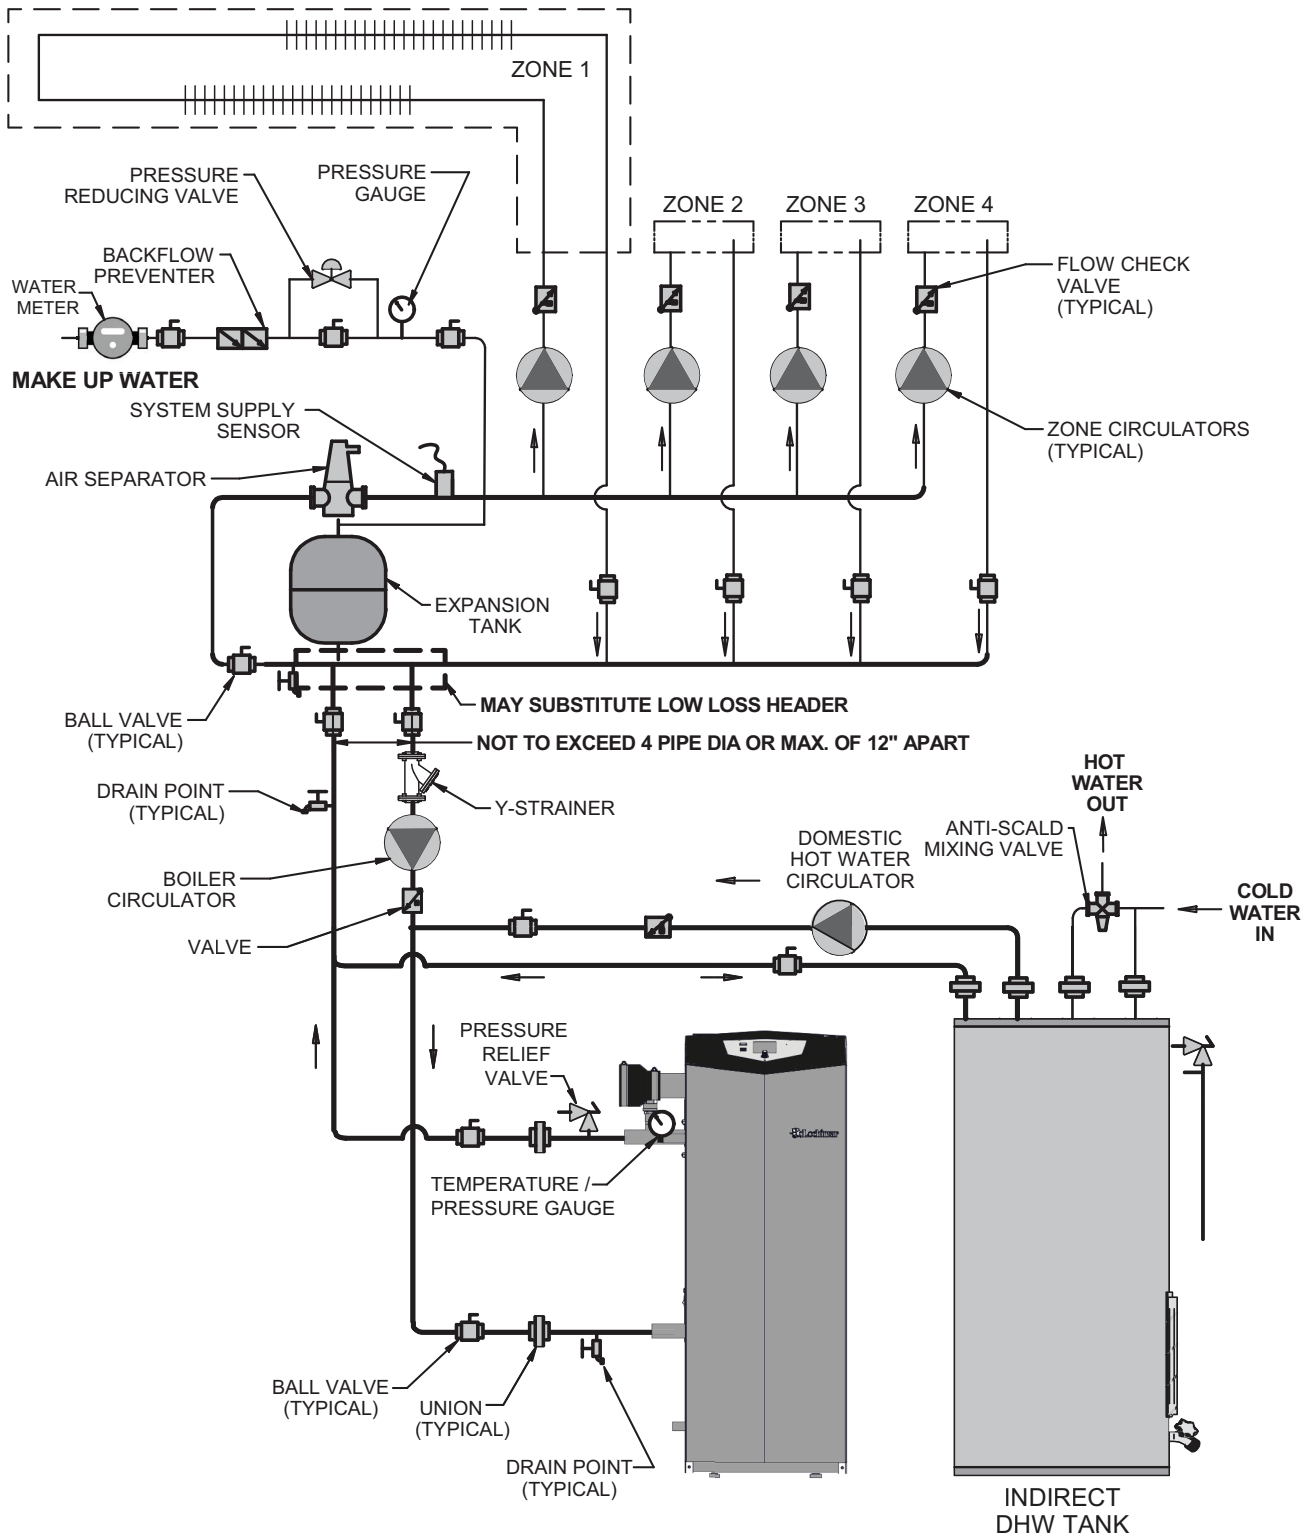 ZONE 1
PRESSURE
REDUCING VALVE
PRESSURE
GAUGE
ZONE 2
ZONE 3
ZONE 4
BACKFLOW
PREVENTER
WATER
METER
FLOW CHECK
VALVE
(TYPICAL)
MAKE UP WATER
SYSTEM SUPPLY
SENSOR
ZONE CIRCULATORS
(TYPICAL)
AIR SEPARATOR
EXPANSION
TANK
MAY SUBSTITUTE LOW LOSS HEADER
BALL VALVE
(TYPICAL)
NOT TO EXCEED 4 PIPE DIA OR MAX. OF 12" APART
HOT
WATER
OUT
DRAIN POINT
(TYPICAL)
Y-STRAINER
ANTI-SCALD
MIXING VALVE
DOMESTIC
HOT WATER
CIRCULATOR
BOILER
CIRCULATOR
COLD
WATER
IN
VALVE
PRESSURE
RELIEF
VALVE
Lochinvar
TEMPERATURE /
PRESSURE GAUGE
BALL VALVE
(TYPICAL)
UNION
(TYPICAL)
DRAIN POINT
(TYPICAL)
INDIRECT
DHW TANK